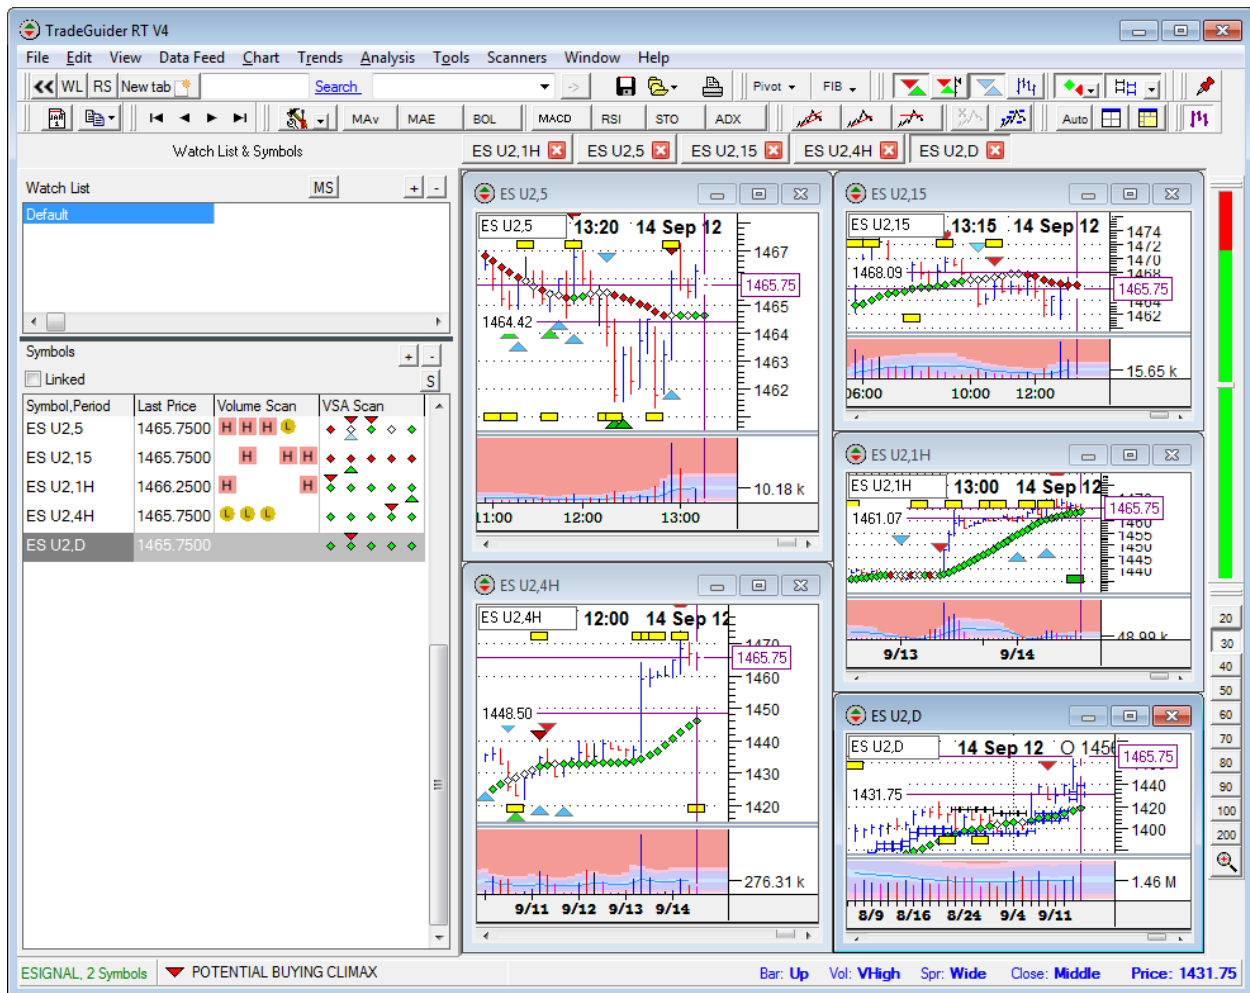 TradeGuider RT V4
File Edit View Data Feed Chart Trends Analysis Tools Scanners Window Help
WL RS New tab Search Pivot FIB
MAv MAE BOL MACD RSI STO ADX Auto
Watch List & Symbols
ES U2,1H ES U2,5 ES U2,15 ES U2,4H ES U2,D
Watch List MS + -
Default
Symbols + -
Linked S
Symbol,Period Last Price Volume Scan VSA Scan
ES U2,5 1465.7500 H H H L
ES U2,15 1465.7500 H H H
ES U2,1H 1466.2500 H H
ES U2,4H 1465.7500 L L L
ES U2,D 1465.7500
ES U2,5
ES U2,5 13:20 14 Sep 12
1467
1465.75
1465
1464.42
1464
1463
1462
10.18 k
11:00 12:00 13:00
ES U2,15
ES U2,15 13:15 14 Sep 12
1474
1472
1470
1468.09
1468
1465.75
1464
1462
15.65 k
06:00 10:00 12:00
ES U2,1H
ES U2,1H 13:00 14 Sep 12
1465.75
1461.07
1460
1455
1450
1445
1440
48.99 k
9/13 9/14
ES U2,4H
ES U2,4H 12:00 14 Sep 12
1470
1465.75
1460
1448.50
1450
1440
1430
1420
276.31 k
9/11 9/12 9/13 9/14
ES U2,D
ES U2,D 14 Sep 12 O 1456
1465.75
1431.75
1440
1420
1400
1.46 M
8/9 8/16 8/24 9/4 9/11
20
30
40
50
60
70
80
90
100
200
ESIGNAL, 2 Symbols POTENTIAL BUYING CLIMAX Bar: Up Vol: VHigh Spr: Wide Close: Middle Price: 1431.75